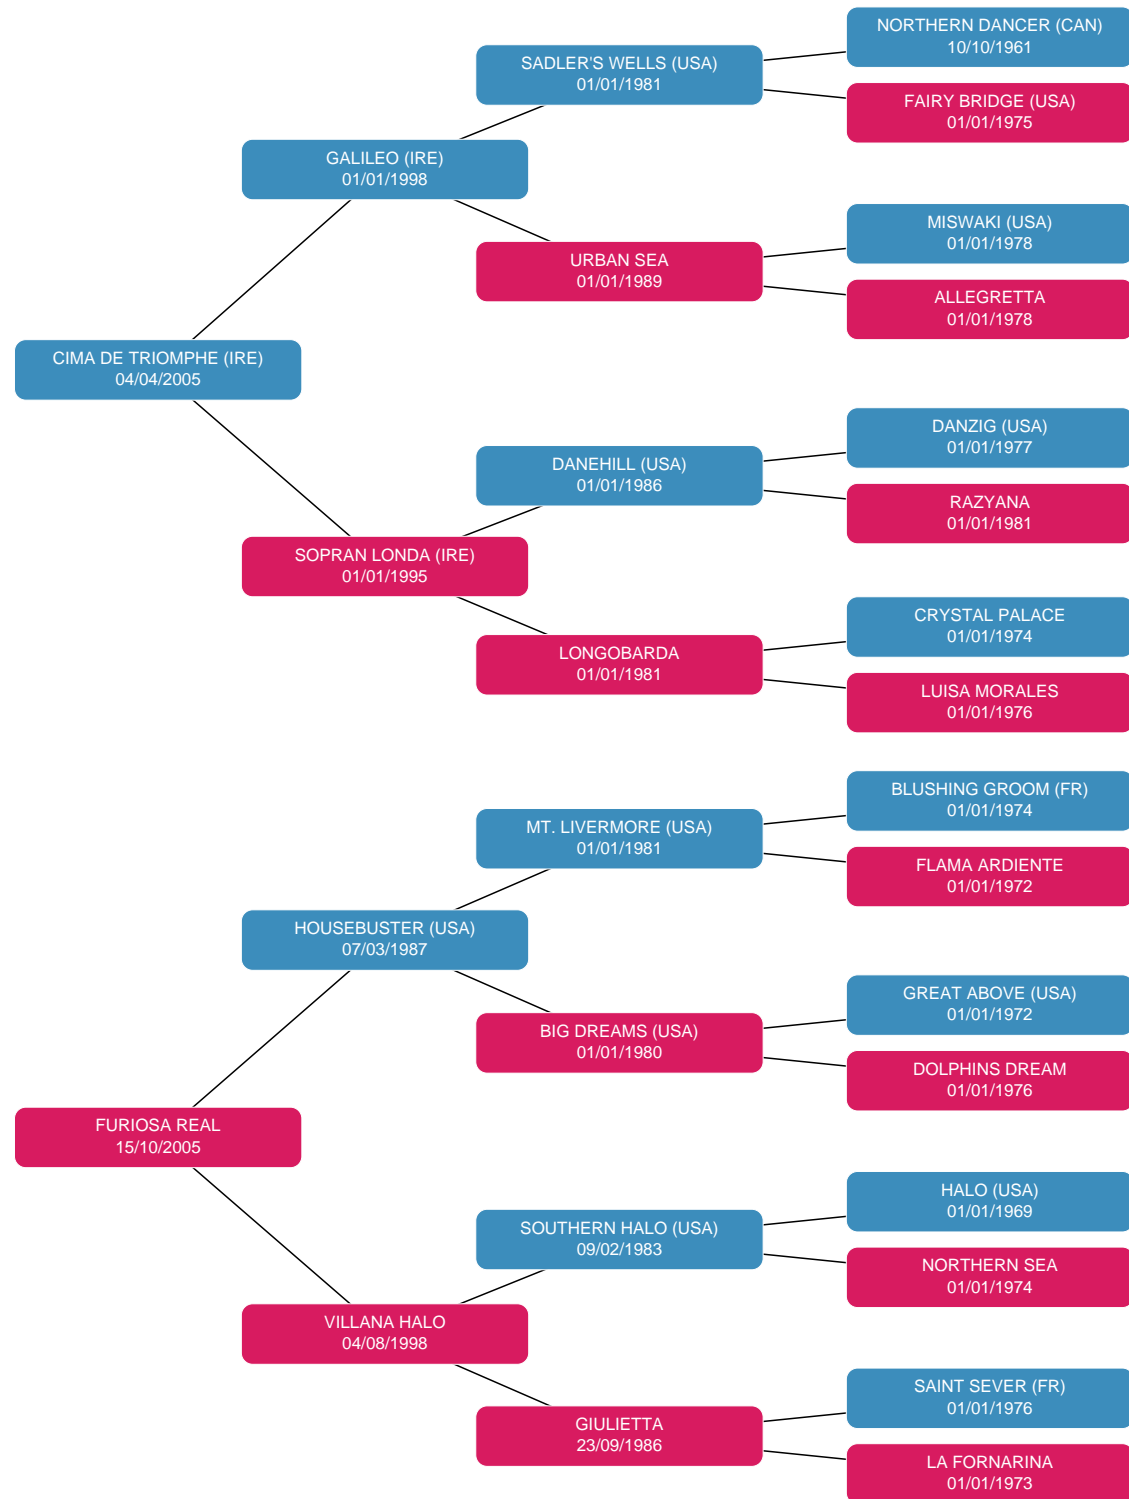 NORTHERN DANCER (CAN)
10/10/1961
SADLER'S WELLS (USA)
01/01/1981
FAIRY BRIDGE (USA)
01/01/1975
GALILEO (IRE)
01/01/1998
MISWAKI (USA)
01/01/1978
URBAN SEA
01/01/1989
ALLEGRETTA
01/01/1978
CIMA DE TRIOMPHE (IRE)
04/04/2005
DANZIG (USA)
01/01/1977
DANEHILL (USA)
01/01/1986
RAZYANA
01/01/1981
SOPRAN LONDA (IRE)
01/01/1995
CRYSTAL PALACE
01/01/1974
LONGOBARDA
01/01/1981
LUISA MORALES
01/01/1976
BLUSHING GROOM (FR)
01/01/1974
MT. LIVERMORE (USA)
01/01/1981
FLAMA ARDIENTE
01/01/1972
HOUSEBUSTER (USA)
07/03/1987
GREAT ABOVE (USA)
01/01/1972
BIG DREAMS (USA)
01/01/1980
DOLPHINS DREAM
01/01/1976
FURIOSA REAL
15/10/2005
HALO (USA)
01/01/1969
SOUTHERN HALO (USA)
09/02/1983
NORTHERN SEA
01/01/1974
VILLANA HALO
04/08/1998
SAINT SEVER (FR)
01/01/1976
GIULIETTA
23/09/1986
LA FORNARINA
01/01/1973